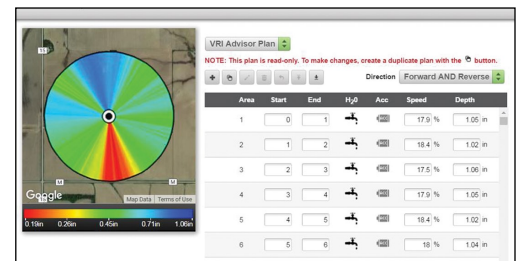 VRI Advisor Plan
NOTE: This plan is read-only. To make changes, create a duplicate plan with the button.
Direction Forward AND Reverse
Area Start End H20 Acc Speed Depth
1 0 1 17.9 % 1.05 in
2 1 2 18.4 % 1.02 in
3 2 3 17.5 % 1.06 in
4 3 4 17.9 % 1.05 in
5 4 5 18.4 % 1.02 in
6 5 6 18 % 1.04 in
M M
Google Map Data Terms of Use
0.19in 0.26in 0.45in 0.71in 1.06in